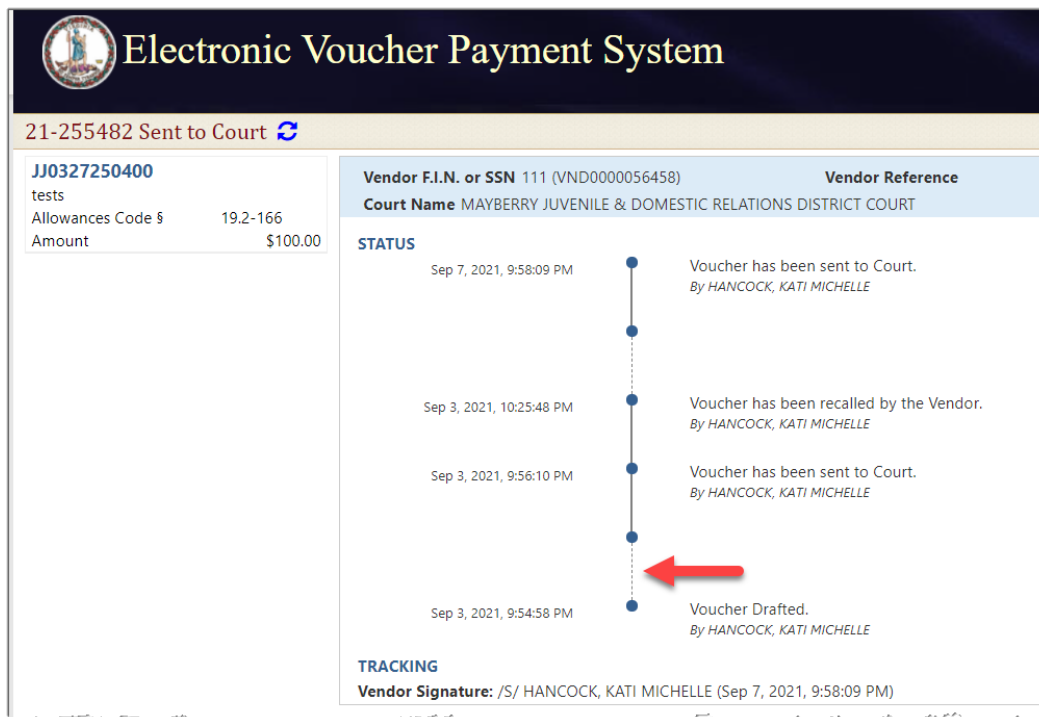 Electronic Voucher Payment System
21-255482 Sent to Court
JJ0327250400
tests
Allowances Code § 19.2-166
Amount $100.00
Vendor F.I.N. or SSN 111 (VND0000056458) Vendor Reference
Court Name MAYBERRY JUVENILE & DOMESTIC RELATIONS DISTRICT COURT
STATUS
Sep 7, 2021, 9:58:09 PM Voucher has been sent to Court.
By HANCOCK, KATI MICHELLE
Sep 3, 2021, 10:25:48 PM Voucher has been recalled by the Vendor.
By HANCOCK, KATI MICHELLE
Sep 3, 2021, 9:56:10 PM Voucher has been sent to Court.
By HANCOCK, KATI MICHELLE
Sep 3, 2021, 9:54:58 PM Voucher Drafted.
By HANCOCK, KATI MICHELLE
TRACKING
Vendor Signature: /S/ HANCOCK, KATI MICHELLE (Sep 7, 2021, 9:58:09 PM)